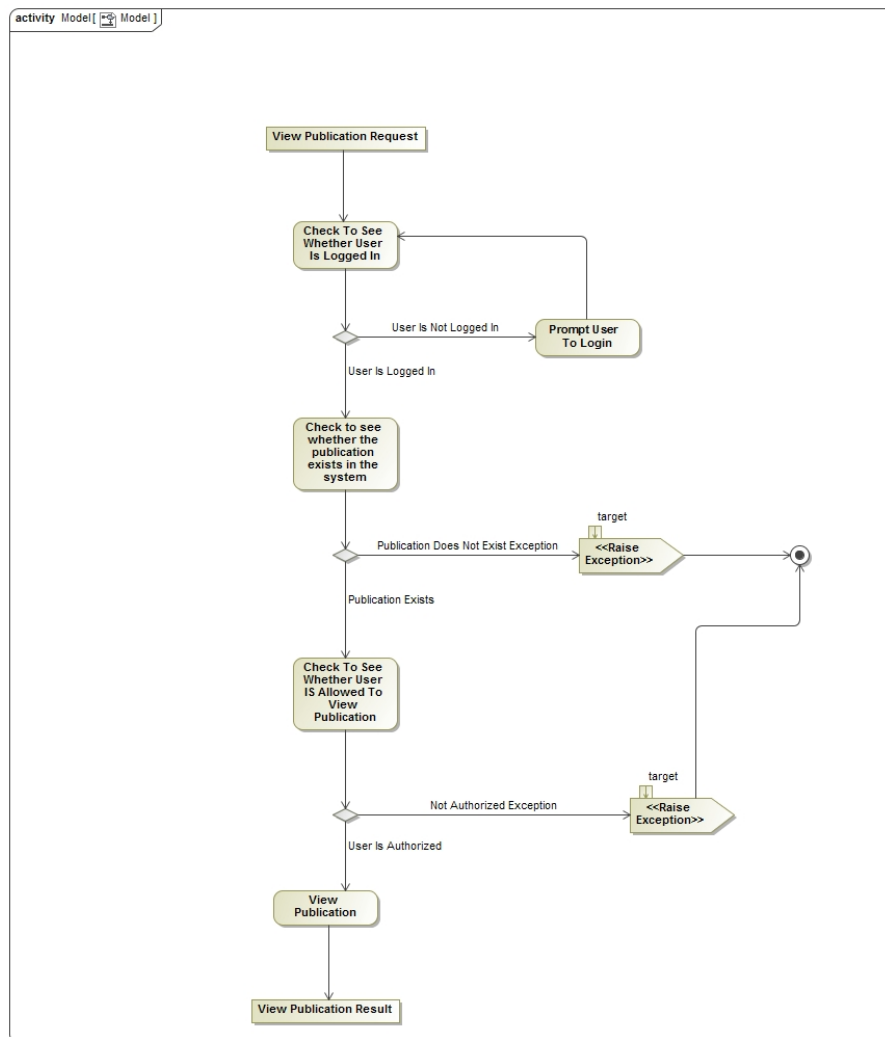 activity Model[ Model ]
View Publication Request
Check To See
Whether User
Is Logged In
User Is Not Logged In
Prompt User
To Login
User Is Logged In
Check to see
whether the
publication
exists in the
system
target
Publication Does Not Exist Exception
<<Raise
Exception>>
Publication Exists
Check To See
Whether User
IS Allowed To
View
Publication
target
Not Authorized Exception
<<Raise
Exception>>
User Is Authorized
View
Publication
View Publication Result